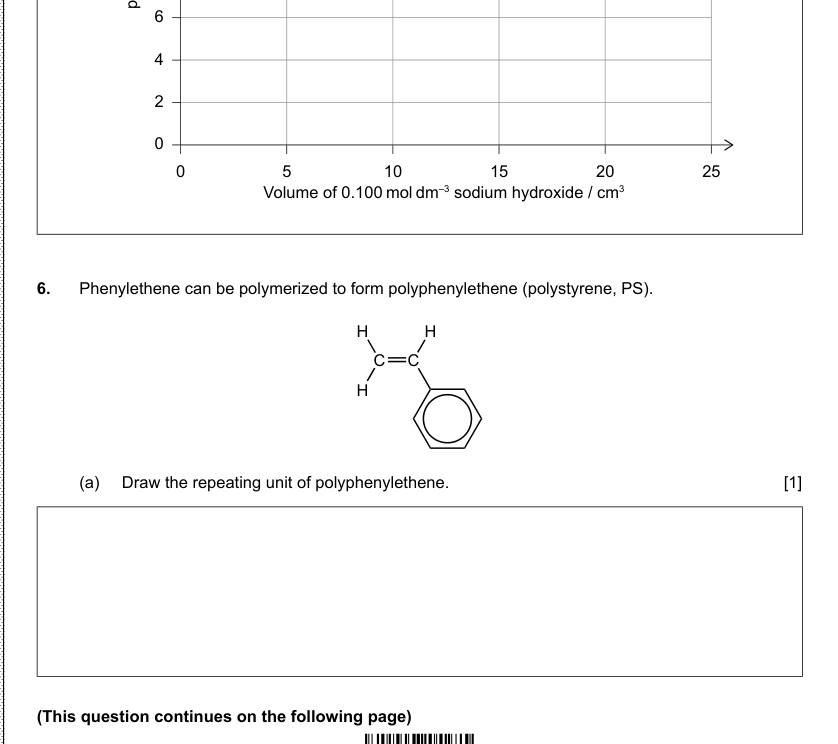 6
4
2
0
0 5 10 15 20 25
Volume of 0.100 mol dm⁻³ sodium hydroxide / cm³
6. Phenylethene can be polymerized to form polyphenylethene (polystyrene, PS).
H H
C=C
H
(a) Draw the repeating unit of polyphenylethene. [1]
(This question continues on the following page)